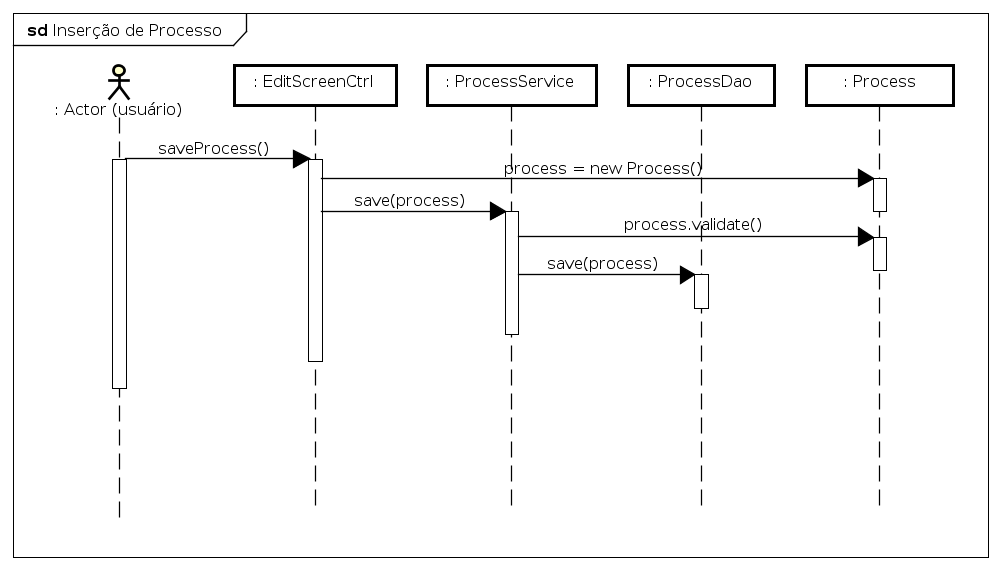 sd Inserção de Processo
: Actor (usuário)
: EditScreenCtrl
: ProcessService
: ProcessDao
: Process
saveProcess()
process = new Process()
save(process)
process.validate()
save(process)